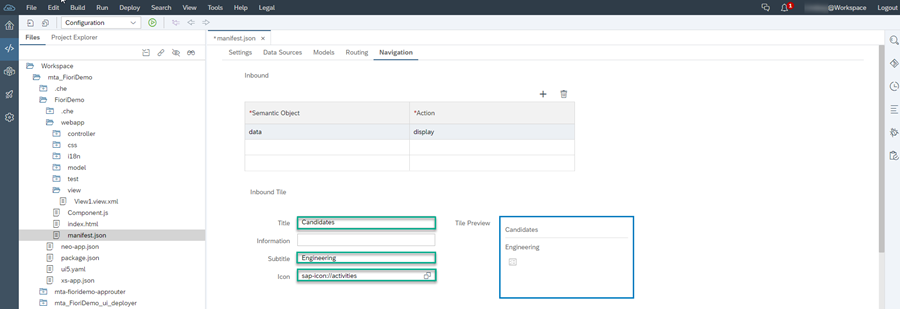 File Edit Build Run Deploy Search View Tools Help Legal
1
@Workspace Logout
Configuration
Files Project Explorer
*manifest.json ×
Settings Data Sources Models Routing Navigation
Workspace
mta_FioriDemo
.che
FioriDemo
.che
webapp
controller
css
i18n
model
test
view
View1.view.xml
Component.js
index.html
manifest.json
neo-app.json
package.json
ui5.yaml
xs-app.json
mta-fioridemo-approuter
mta_FioriDemo_ui_deployer
Inbound
*Semantic Object *Action
data display
Inbound Tile
Title Candidates
Information
Subtitle Engineering
Icon sap-icon://activities
Tile Preview
Candidates
Engineering